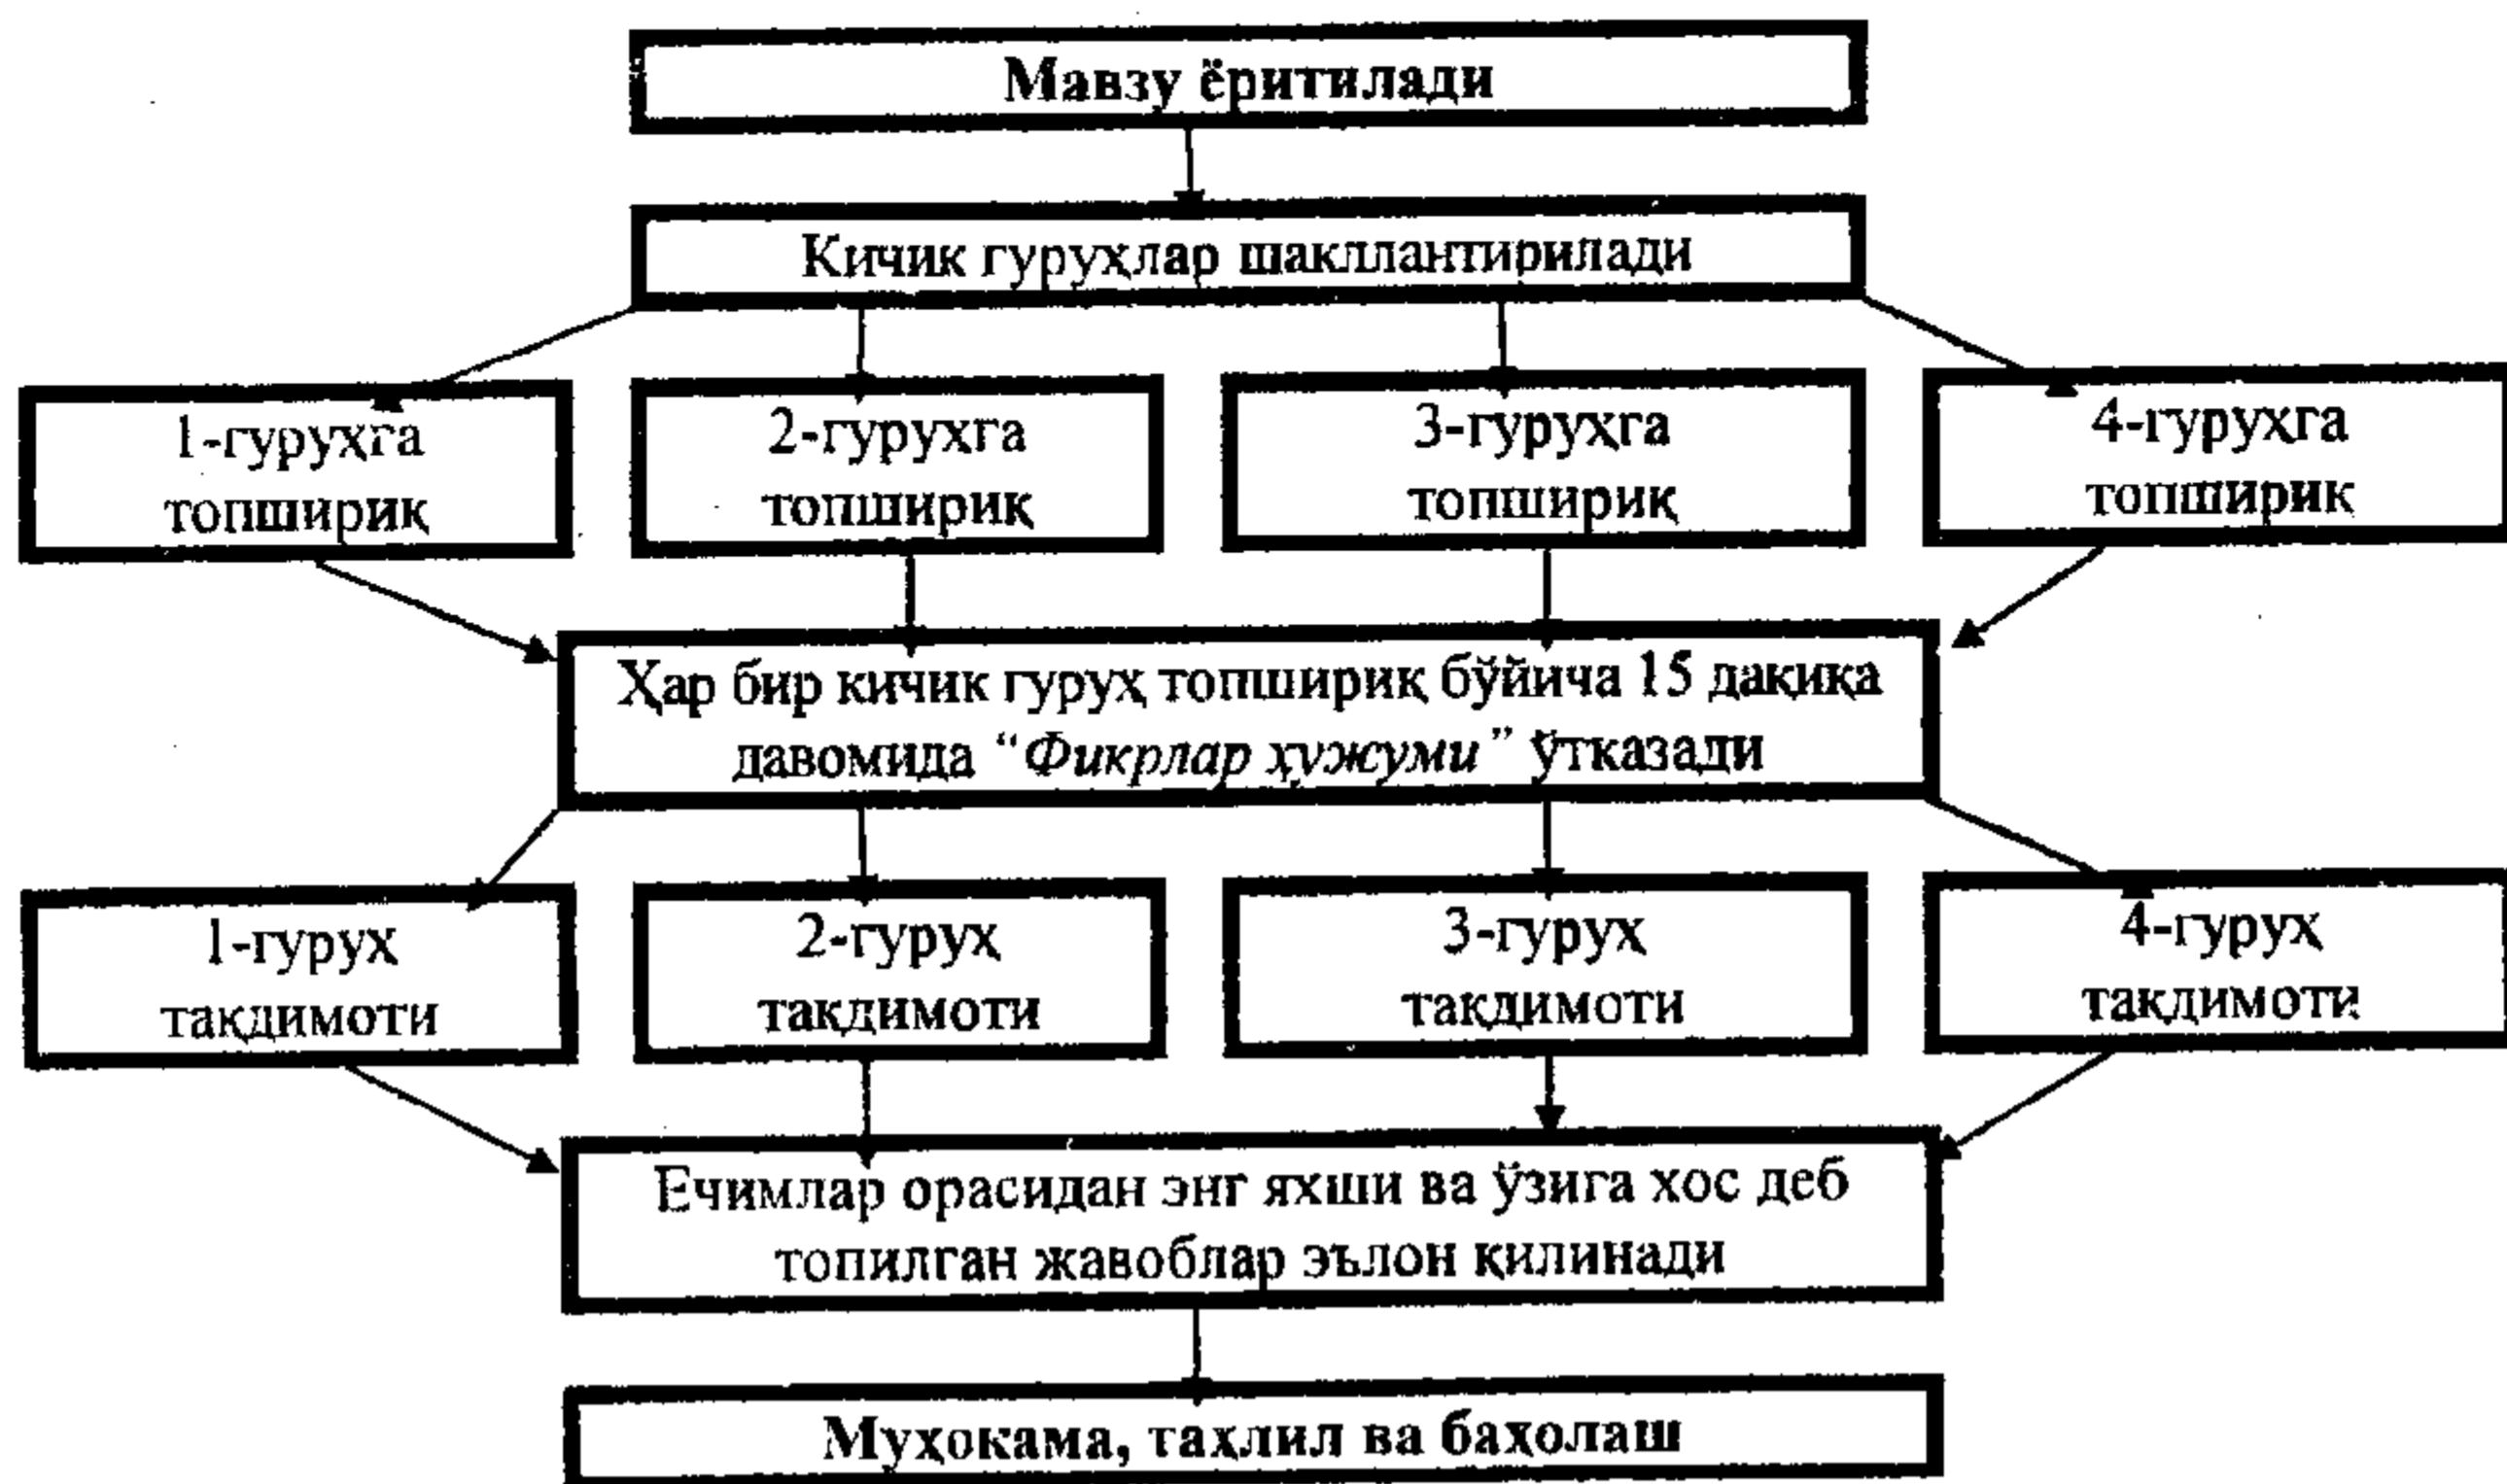 Мавзу ёритилади
Кичик гуруҳлар шакллантирилади
1-гуруҳга
топшириқ
2-гуруҳга
топшириқ
3-гуруҳга
топшириқ
4-гуруҳга
топшириқ
Ҳар бир кичик гуруҳ топшириқ бўйича 15 дақиқа
давомида “Фикрлар ҳужуми” ўтказади
1-гуруҳ
тақдимоти
2-гуруҳ
тақдимоти
3-гуруҳ
тақдимоти
4-гуруҳ
тақдимоти
Ечимлар орасидан энг яхши ва ўзига хос деб
топилган жавоблар эълон қилинади
Муҳокама, таҳлил ва баҳолаш